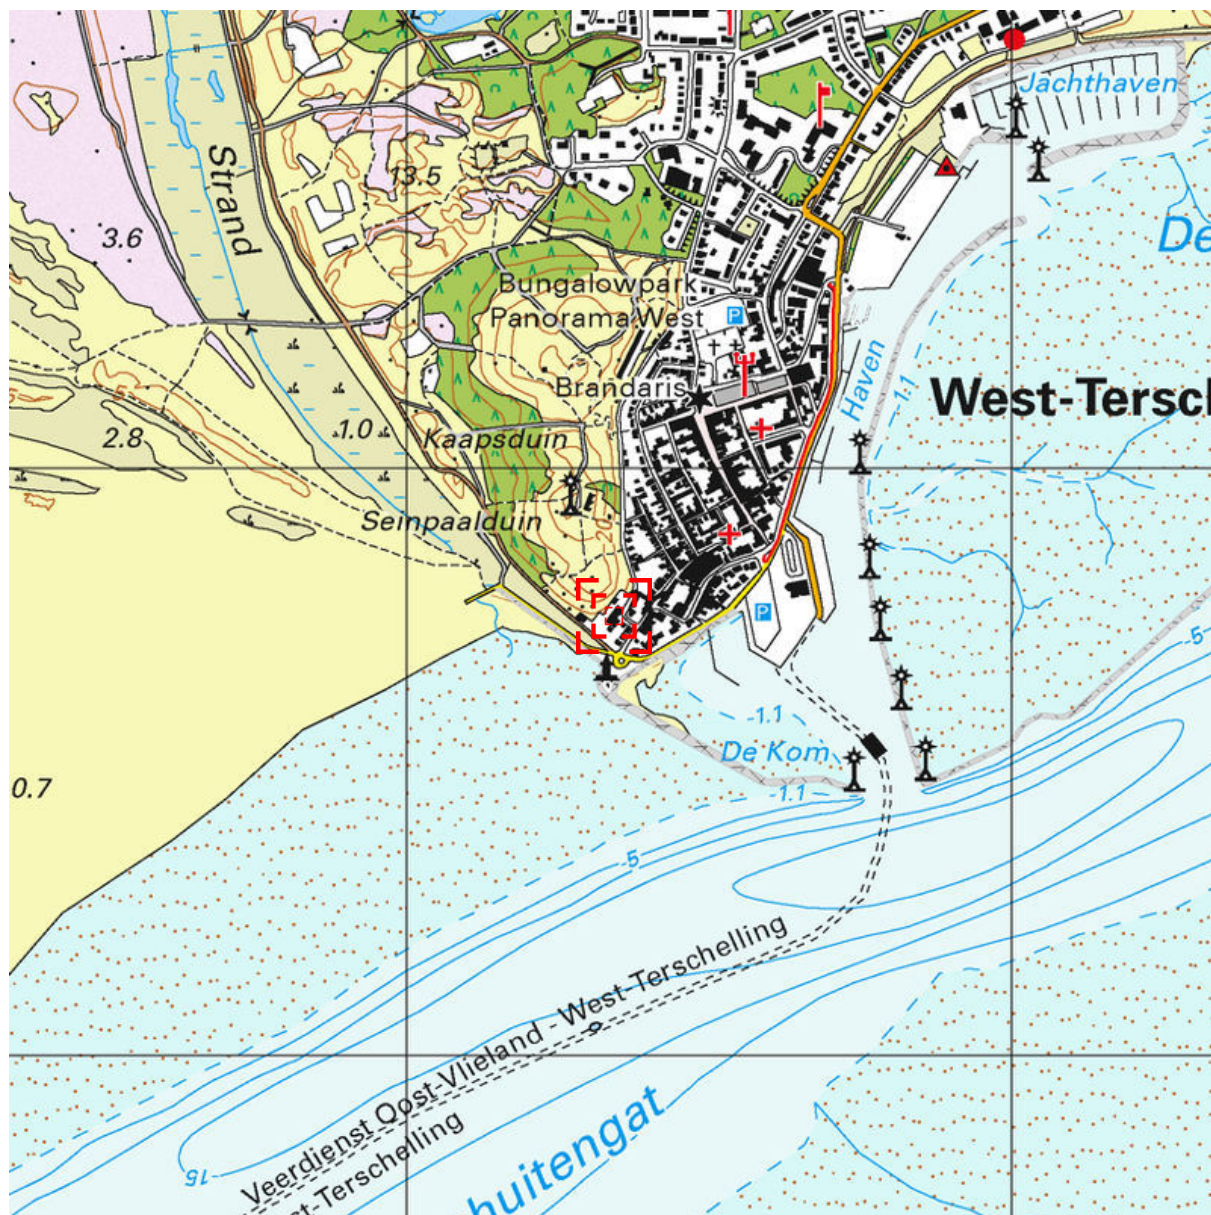 Jachthaven
Strand
13.5
3.6
De
Bungalowpark
Panorama West
P
Haven
-1.1
Brandaris
West-Tersch
5
2.8
1.0
Kaapsduin
Seinpaalduin
P
-5
-1.1
De Kom
-1.1
0.7
-5
Veerdienst Oost-Vlieland - West-Terschelling
15
st-Terschelling
huitengat